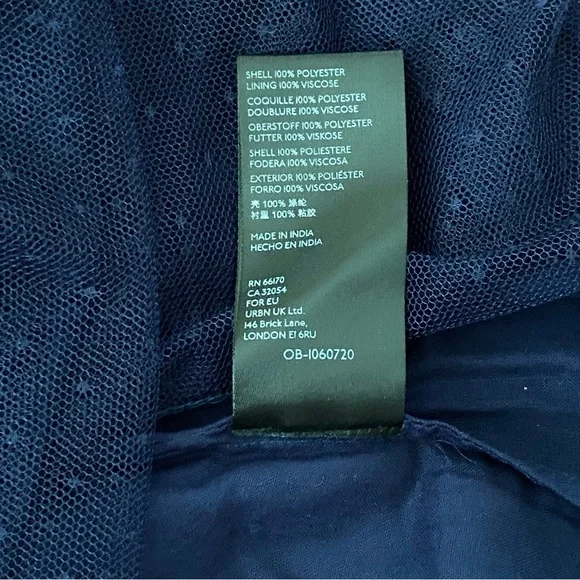 SHELL 100% POLYESTER
LINING 100% VISCOSE
COQUILLE 100% POLYESTER
DOUBLURE 100% VISCOSE
OBERSTOFF 100% POLYESTER
FUTTER 100% VISKOSE
SHELL 100% POLIESTERE
FODERA 100% VISCOSA
EXTERIOR 100% POLIÉSTER
FORRO 100% VISCOSA
壳 100% 涤纶
衬里 100% 粘胶
MADE IN INDIA
HECHO EN INDIA
RN 66170
CA 32054
FOR EU
URBN UK Ltd.
146 Brick Lane,
LONDON E1 6RU
OB-1060720